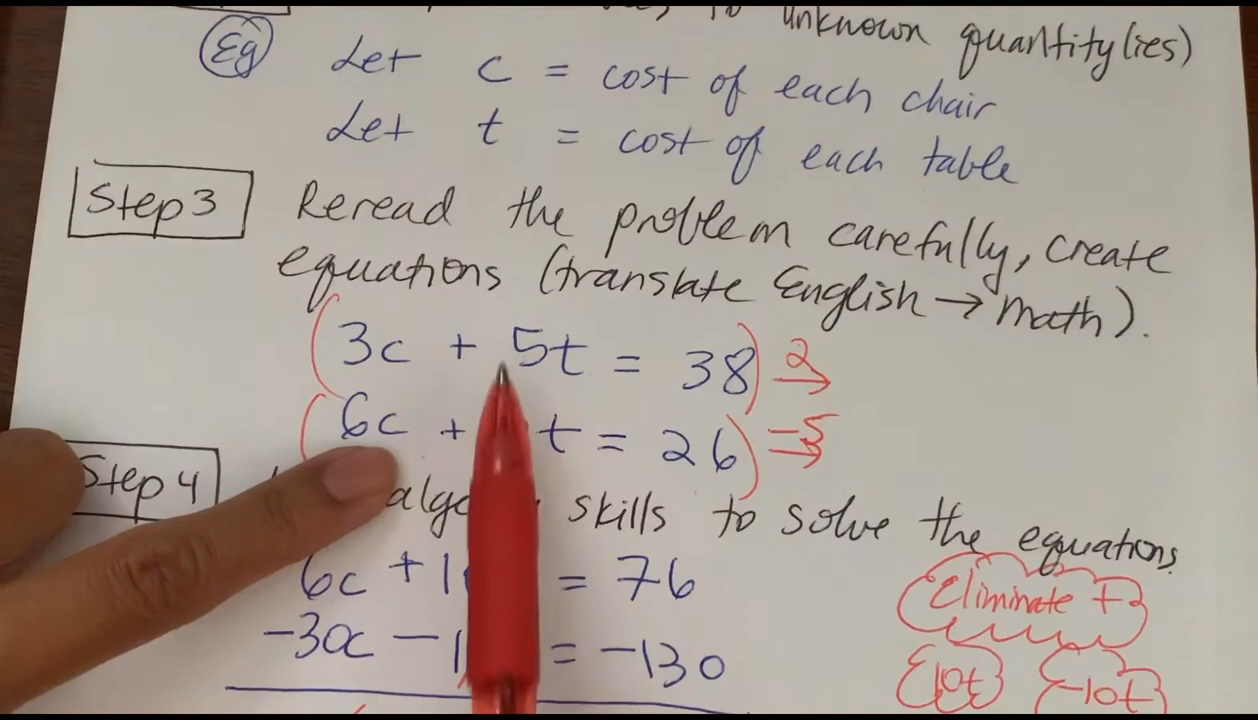 unknown quantity(ies)
Eg Let c = cost of each chair
Let t = cost of each table
Step 3 Reread the problem carefully, create
equations (translate English → math).
(3c + 5t = 38) 2→
(6c + t = 26) -5→
Step 4 skills to solve the equations.
6c + = 76
-30c - = -130
Eliminate t
10t -10t